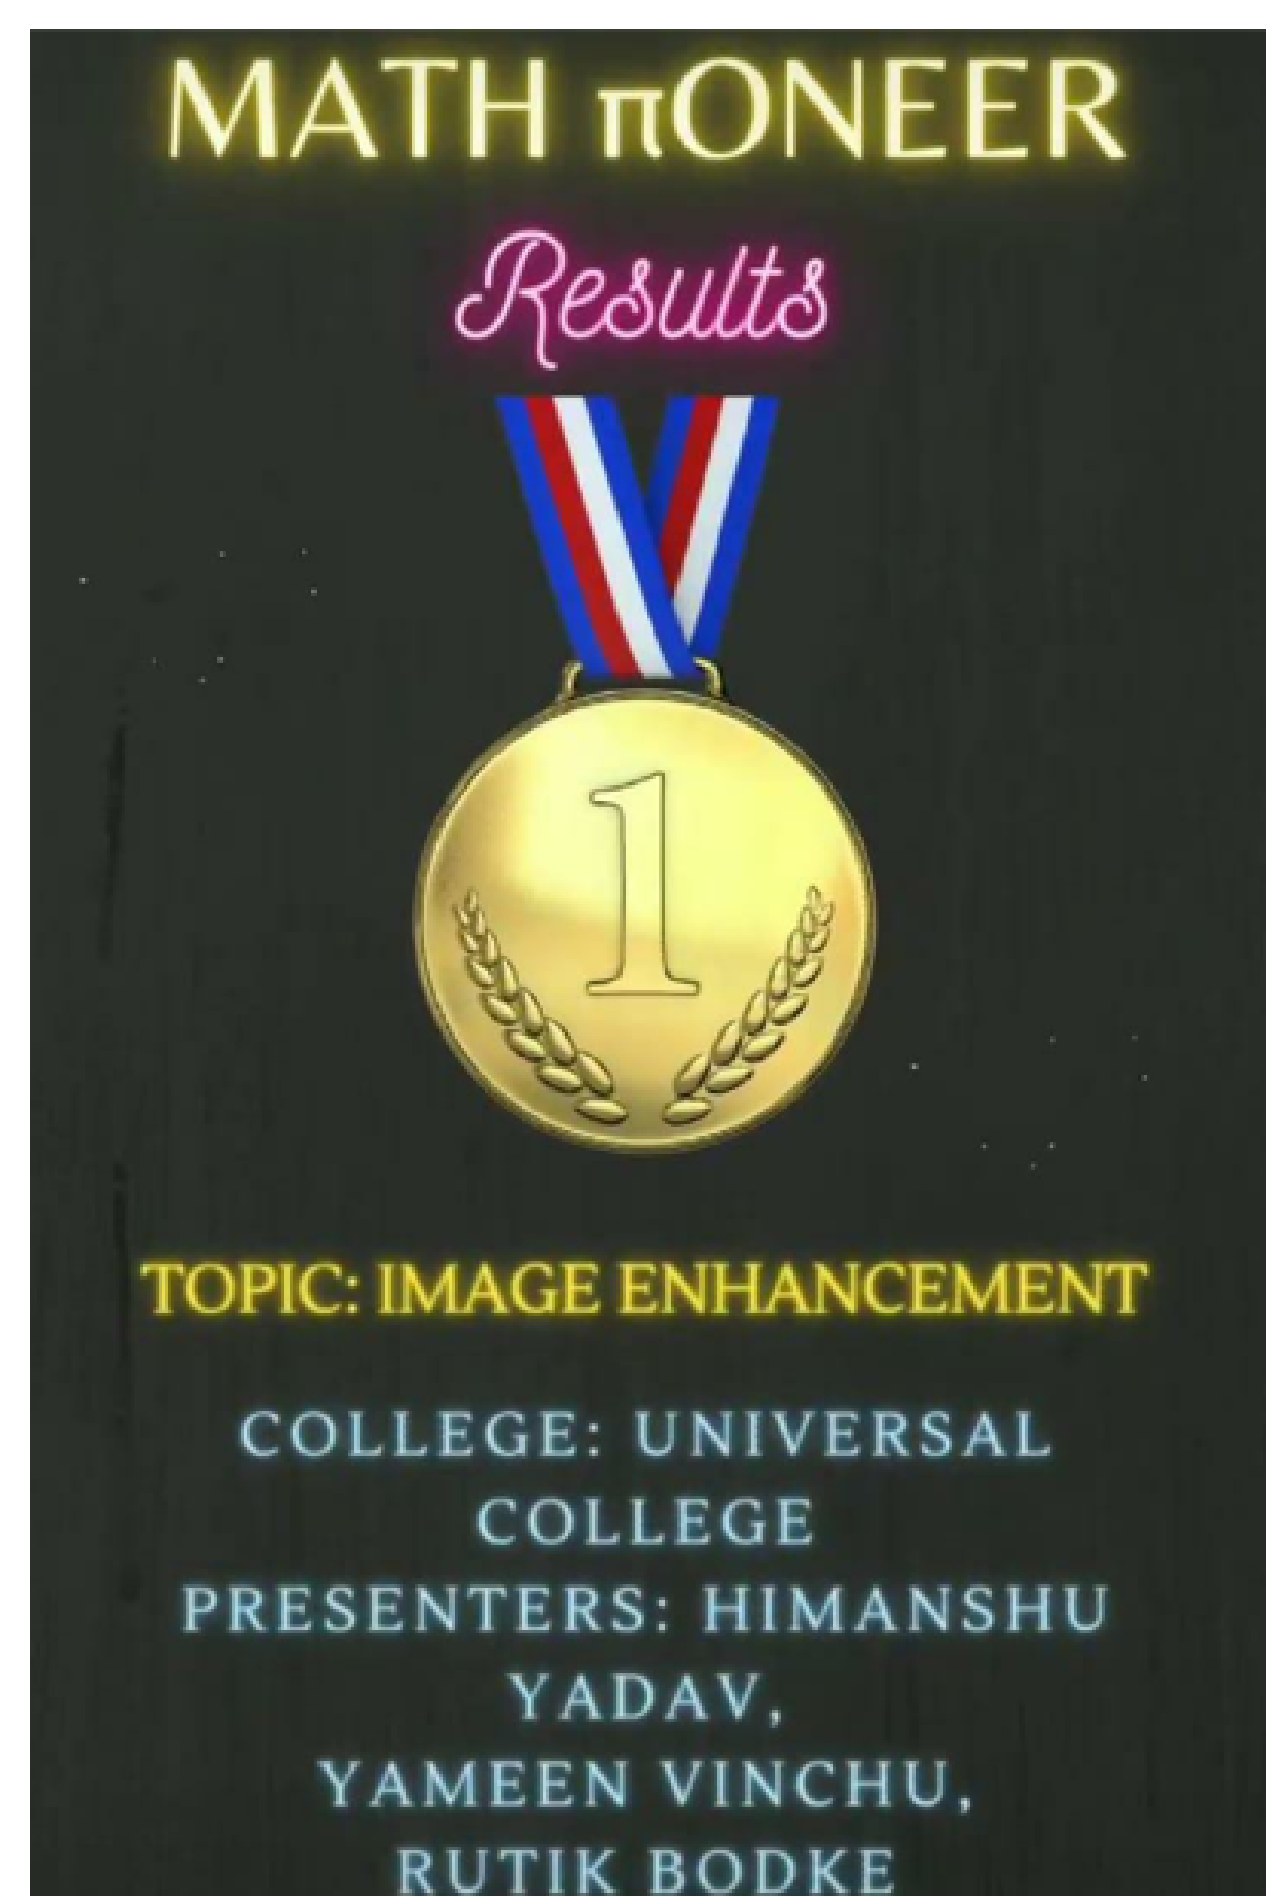 MATH πONEER
Results
1
TOPIC: IMAGE ENHANCEMENT
COLLEGE: UNIVERSAL
COLLEGE
PRESENTERS: HIMANSHU
YADAV,
YAMEEN VINCHU,
RUTIK BODKE